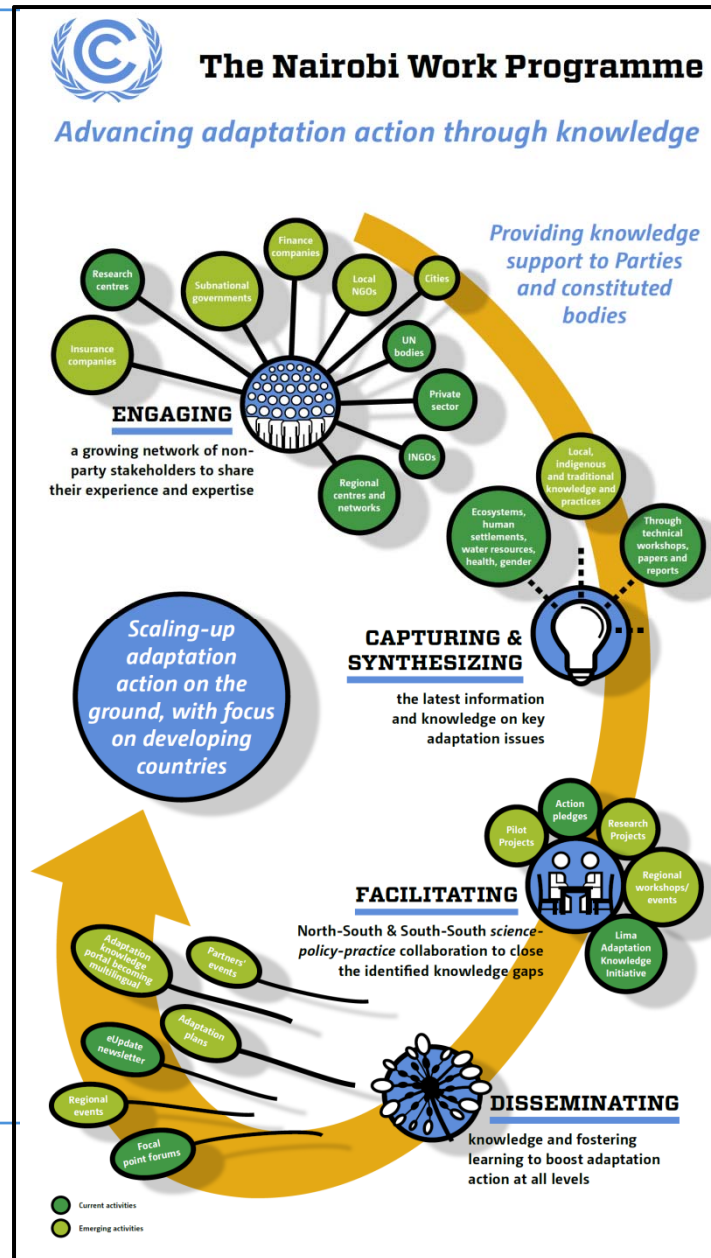 The Nairobi Work Programme
Advancing adaptation action through knowledge
Providing knowledge
support to Parties
and constituted
bodies
Finance
companies
Research
centres
Subnational
governments
Local
NGOs
Cities
Insurance
companies
UN
bodies
Private
sector
INGOs
Regional
centres and
networks
ENGAGING
a growing network of non-
party stakeholders to share
their experience and expertise
Local,
Indigenous
and traditional
knowledge and
practices
Ecosystems,
human
settlements,
water resources,
health, gender
Through
technical
workshops,
papers and
reports
CAPTURING &
SYNTHESIZING
the latest information
and knowledge on key
adaptation issues
Scaling-up
adaptation
action on the
ground, with focus
on developing
countries
Action
pledges
Pilot
Projects
Research
Projects
Regional
workshops/
events
Lima
Adaptation
Knowledge
Initiative
FACILITATING
North-South & South-South science-
policy-practice collaboration to close
the identified knowledge gaps
Adaptation
knowledge
portal becoming
multilingual
Partners'
events
Adaptation
plans
eUpdate
newsletter
Regional
events
Focal
point forums
DISSEMINATING
knowledge and fostering
learning to boost adaptation
action at all levels
Current activities
Emerging activities